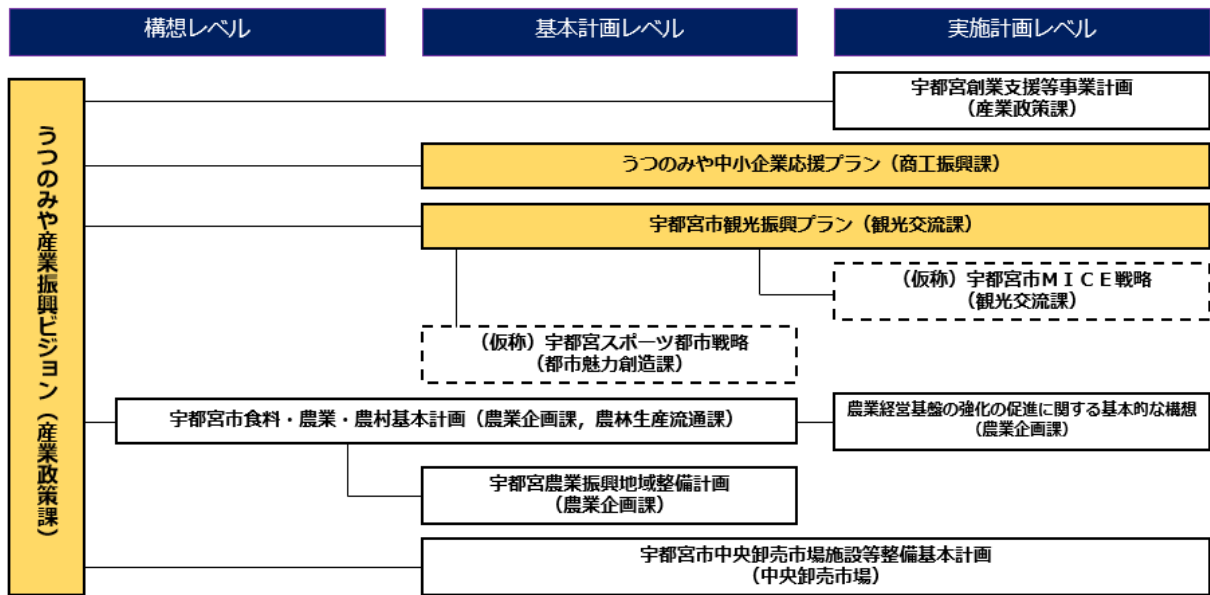 構想レベル
基本計画レベル
実施計画レベル
うつのみや産業振興ビジョン（産業政策課）
宇都宮創業支援等事業計画
（産業政策課）
うつのみや中小企業応援プラン（商工振興課）
宇都宮市観光振興プラン（観光交流課）
（仮称）宇都宮市ＭＩＣＥ戦略
（観光交流課）
（仮称）宇都宮スポーツ都市戦略
（都市魅力創造課）
宇都宮市食料・農業・農村基本計画（農業企画課，農林生産流通課）
農業経営基盤の強化の促進に関する基本的な構想
（農業企画課）
宇都宮農業振興地域整備計画
（農業企画課）
宇都宮市中央卸売市場施設等整備基本計画
（中央卸売市場）